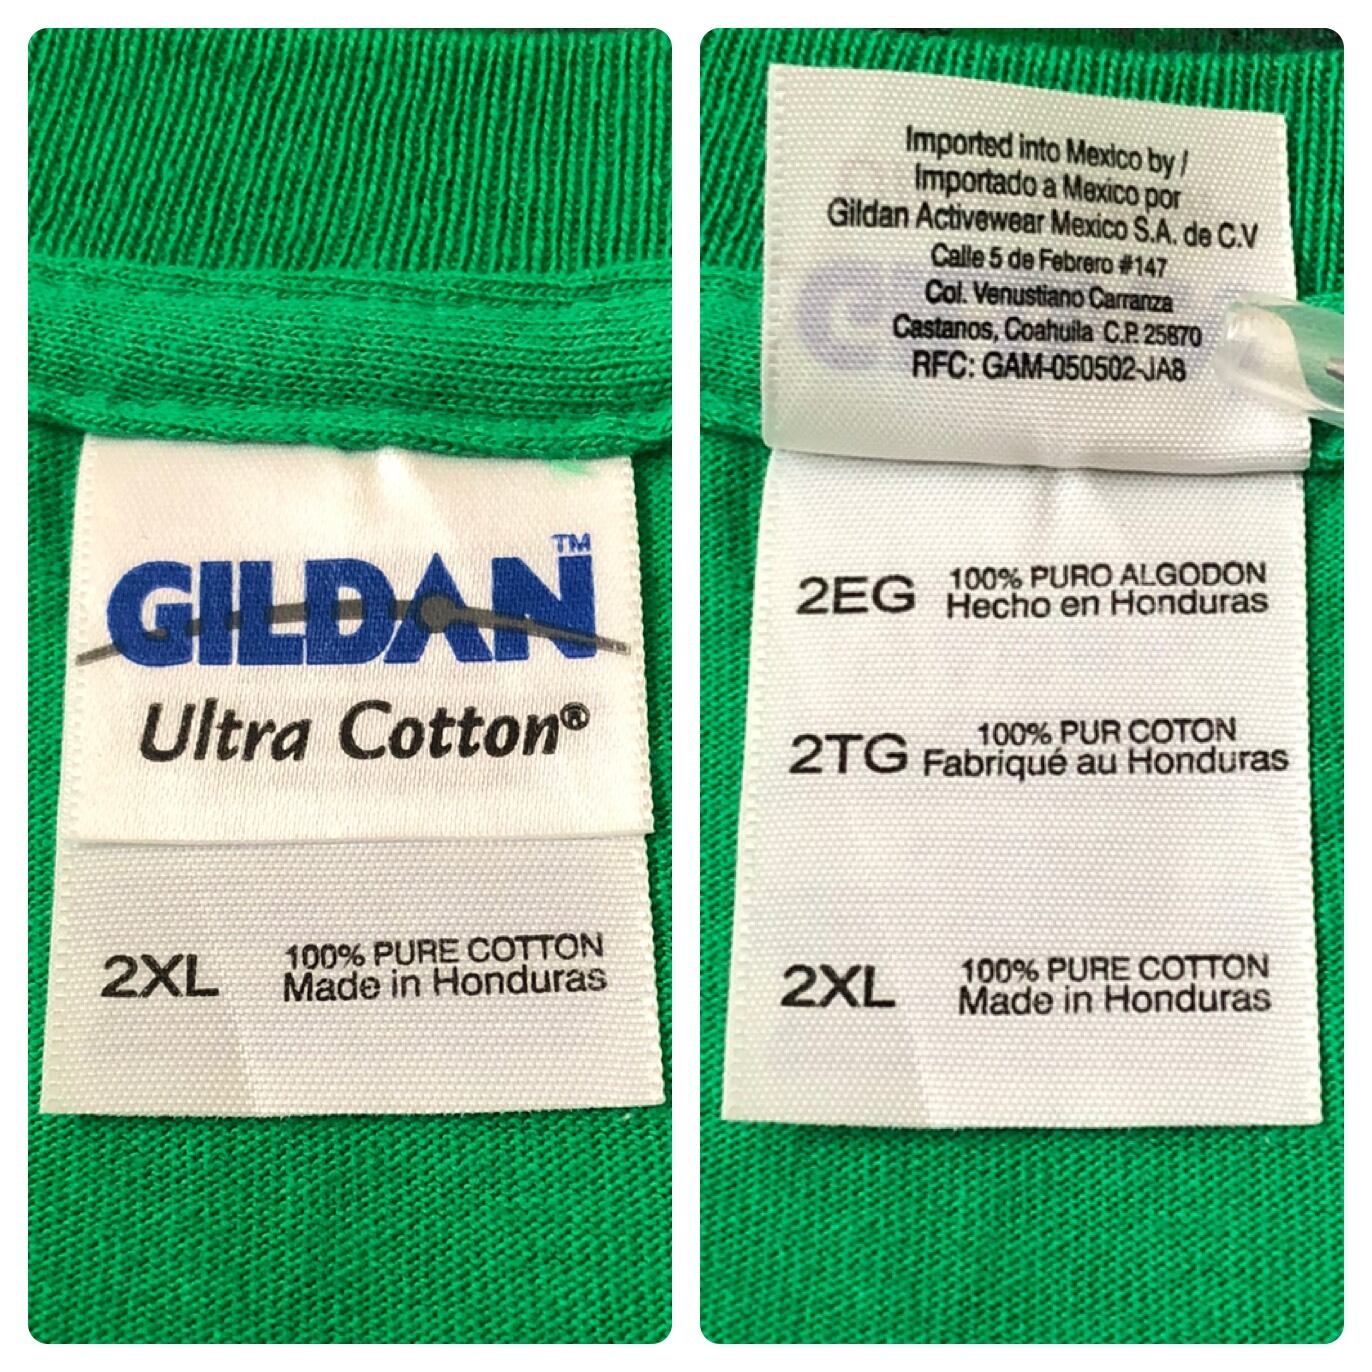 GILDAN™
Ultra Cotton®
2XL 100% PURE COTTON
Made in Honduras
Imported into Mexico by /
Importado a Mexico por
Gildan Activewear Mexico S.A. de C.V
Calle 5 de Febrero #147
Col. Venustiano Carranza
Castanos, Coahuila C.P. 25870
RFC: GAM-050502-JA8
2EG 100% PURO ALGODON
Hecho en Honduras
2TG 100% PUR COTON
Fabriqué au Honduras
2XL 100% PURE COTTON
Made in Honduras